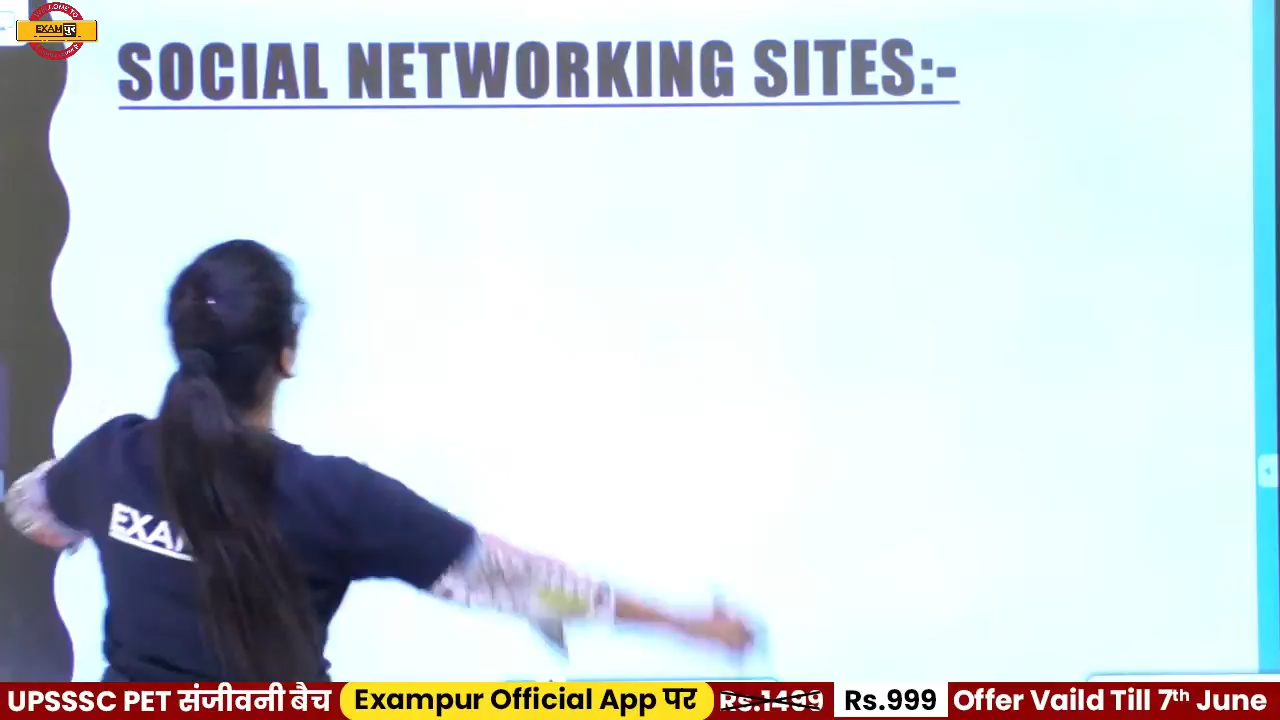 EXAMपुर
SOCIAL NETWORKING SITES:-
EXAM
UPSSSC PET संजीवनी बैच Exampur Official App पर Rs.1499 Rs.999 Offer Vaild Till 7th June